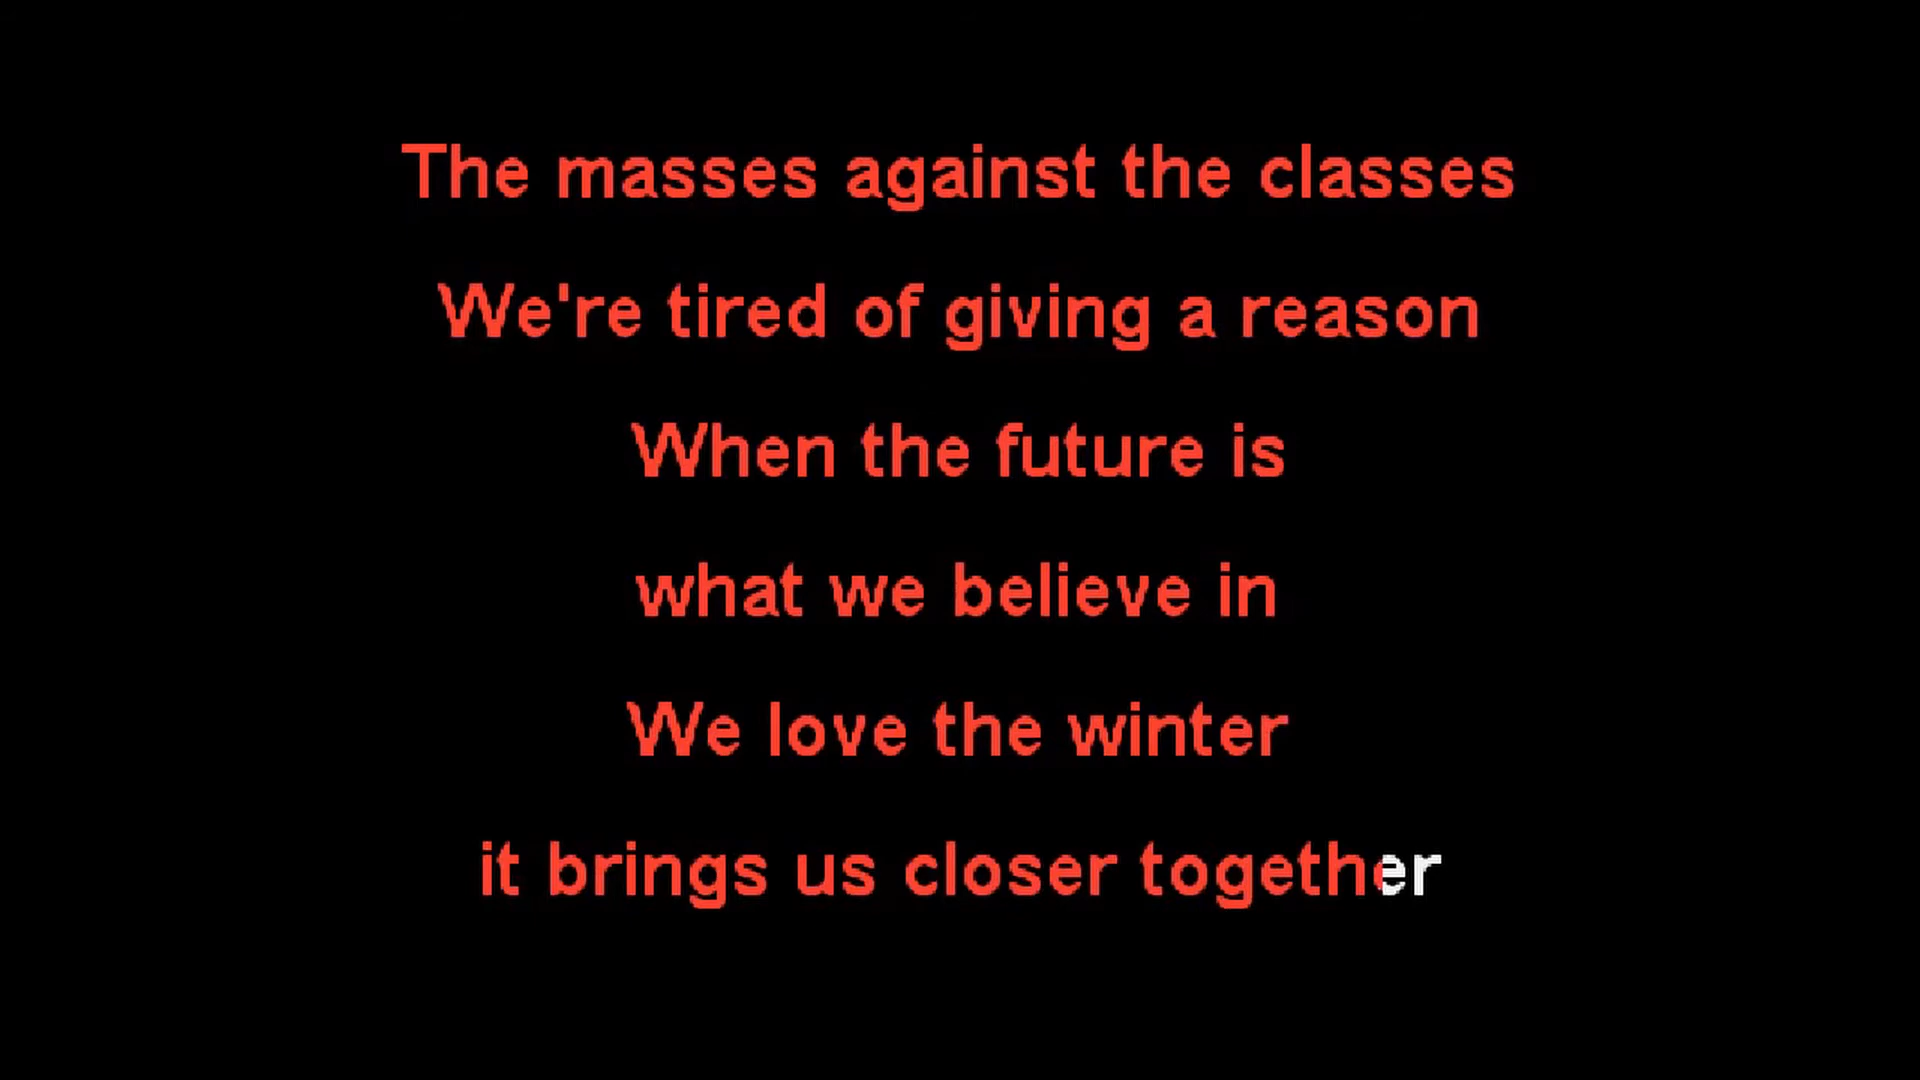 The masses against the classes
We're tired of giving a reason
When the future is
what we believe in
We love the winter
it brings us closer together